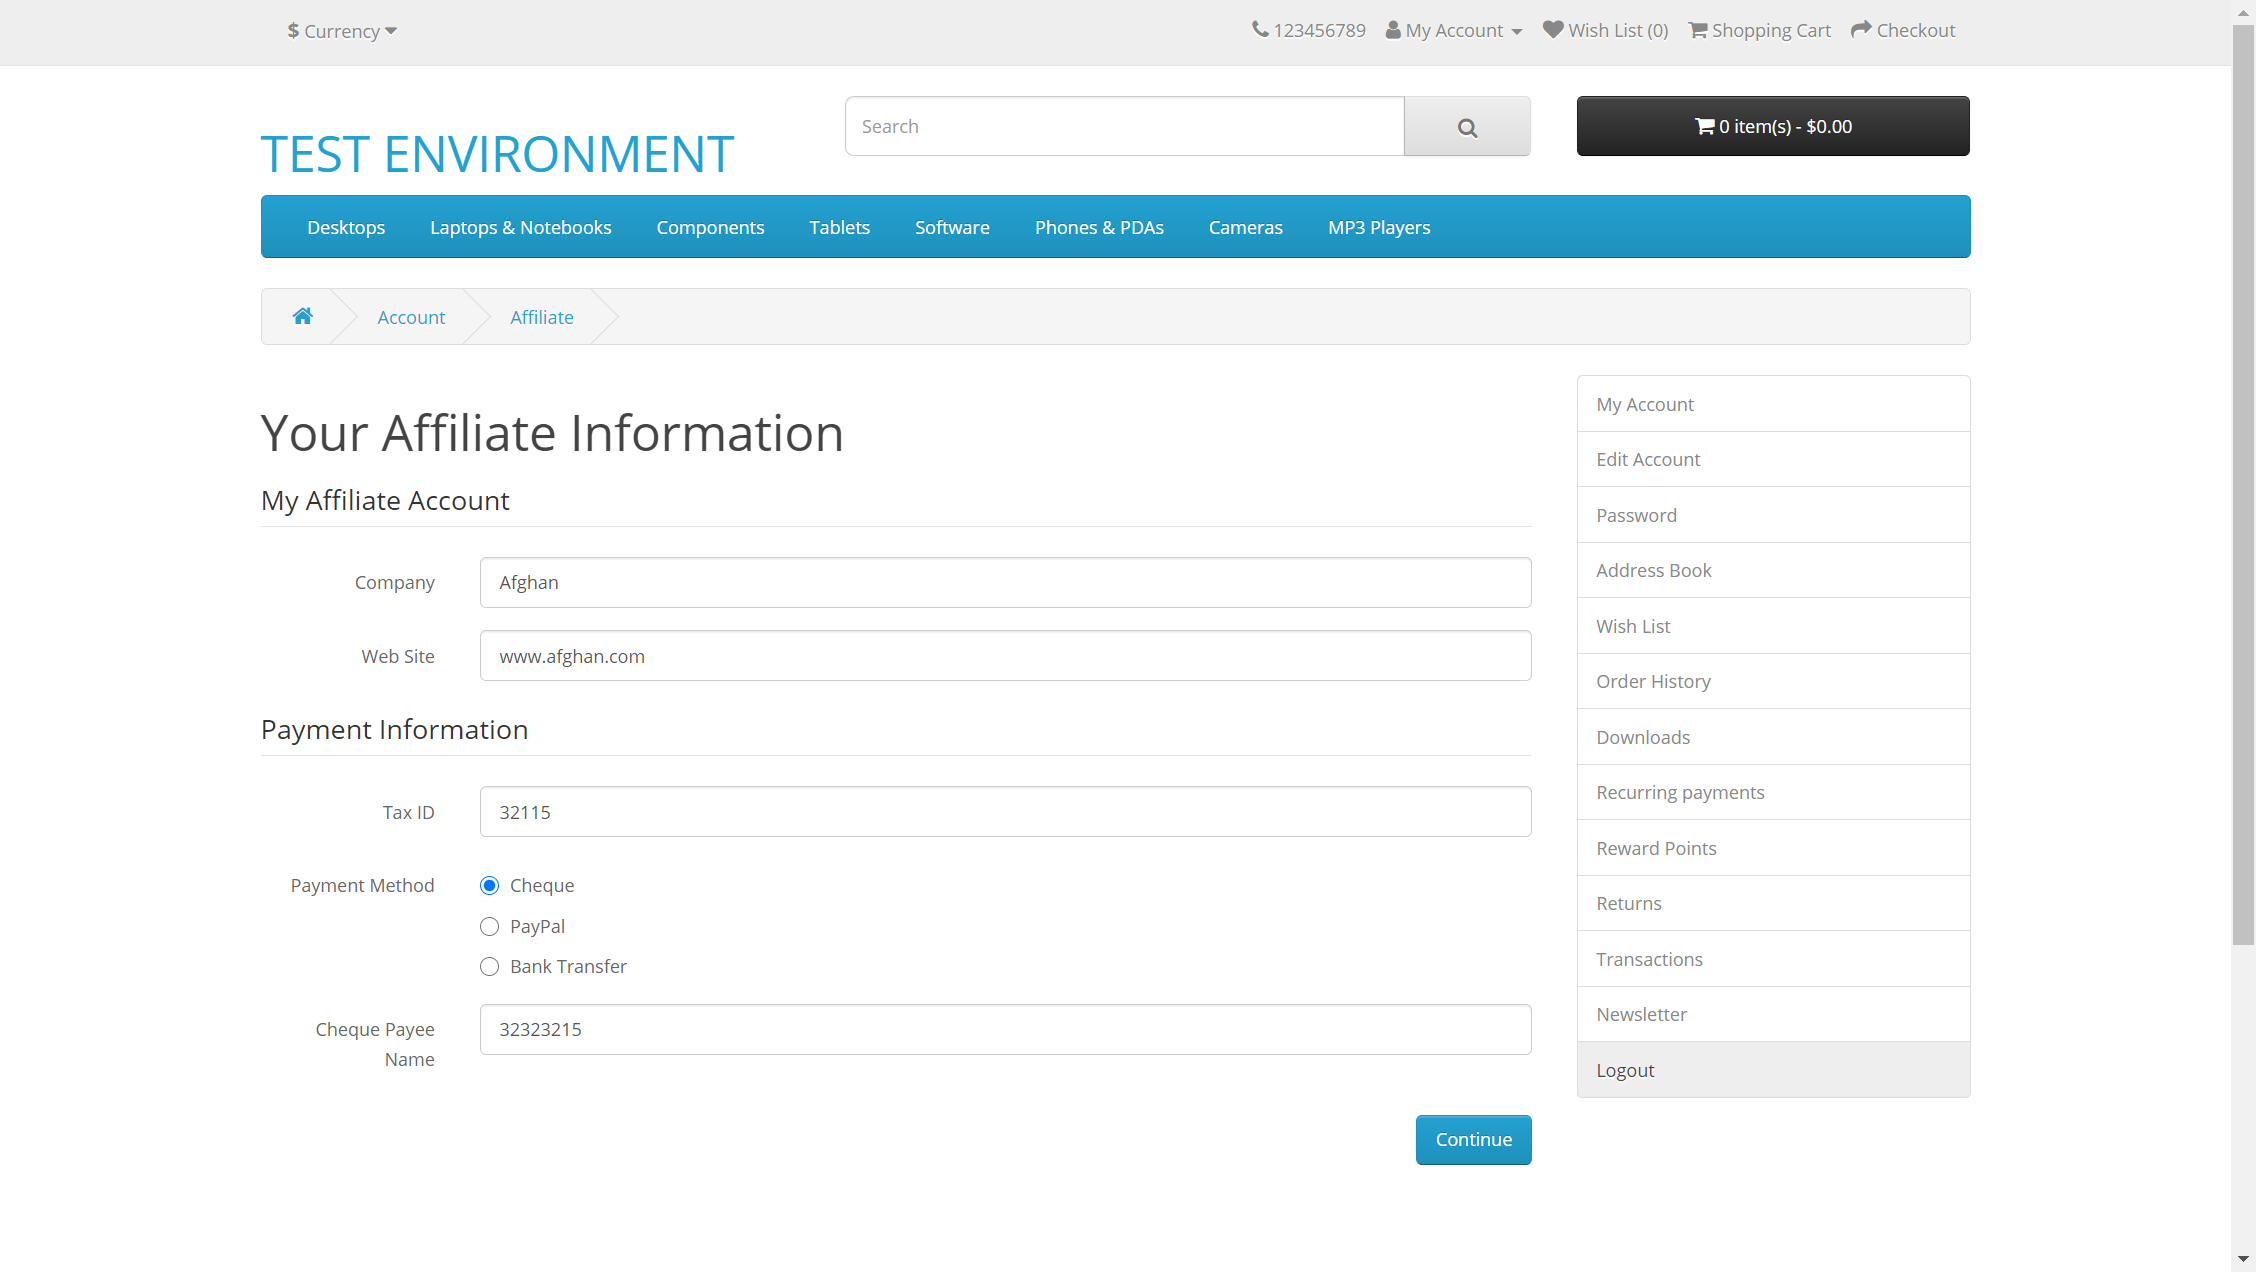 $ Currency
123456789 My Account Wish List (0) Shopping Cart Checkout
TEST ENVIRONMENT
Search
0 item(s) - $0.00
Desktops Laptops & Notebooks Components Tablets Software Phones & PDAs Cameras MP3 Players
Account Affiliate
Your Affiliate Information
My Affiliate Account
Company Afghan
Web Site www.afghan.com
Payment Information
Tax ID 32115
Payment Method Cheque
PayPal
Bank Transfer
Cheque Payee
Name
32323215
Continue
My Account
Edit Account
Password
Address Book
Wish List
Order History
Downloads
Recurring payments
Reward Points
Returns
Transactions
Newsletter
Logout